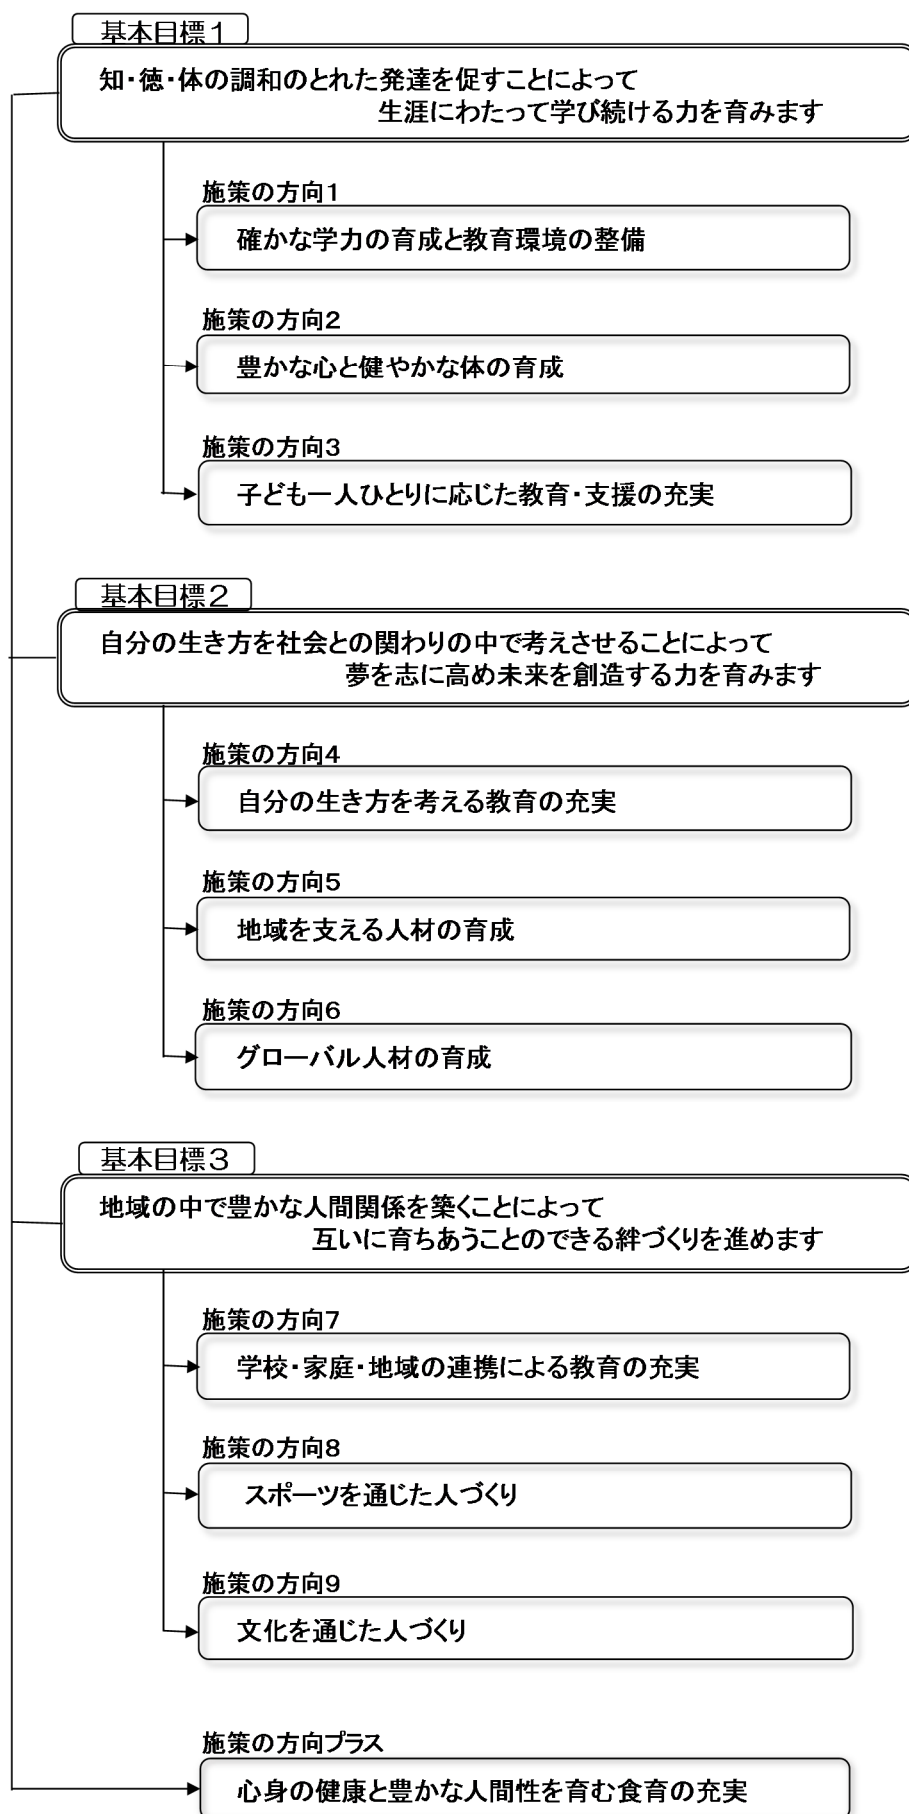 基本目標１
知・徳・体の調和のとれた発達を促すことによって
生涯にわたって学び続ける力を育みます
施策の方向1
確かな学力の育成と教育環境の整備
施策の方向2
豊かな心と健やかな体の育成
施策の方向3
子ども一人ひとりに応じた教育・支援の充実
基本目標２
自分の生き方を社会との関わりの中で考えさせることによって
夢を志に高め未来を創造する力を育みます
施策の方向4
自分の生き方を考える教育の充実
施策の方向5
地域を支える人材の育成
施策の方向6
グローバル人材の育成
基本目標３
地域の中で豊かな人間関係を築くことによって
互いに育ちあうことのできる絆づくりを進めます
施策の方向7
学校・家庭・地域の連携による教育の充実
施策の方向8
スポーツを通じた人づくり
施策の方向9
文化を通じた人づくり
施策の方向プラス
心身の健康と豊かな人間性を育む食育の充実